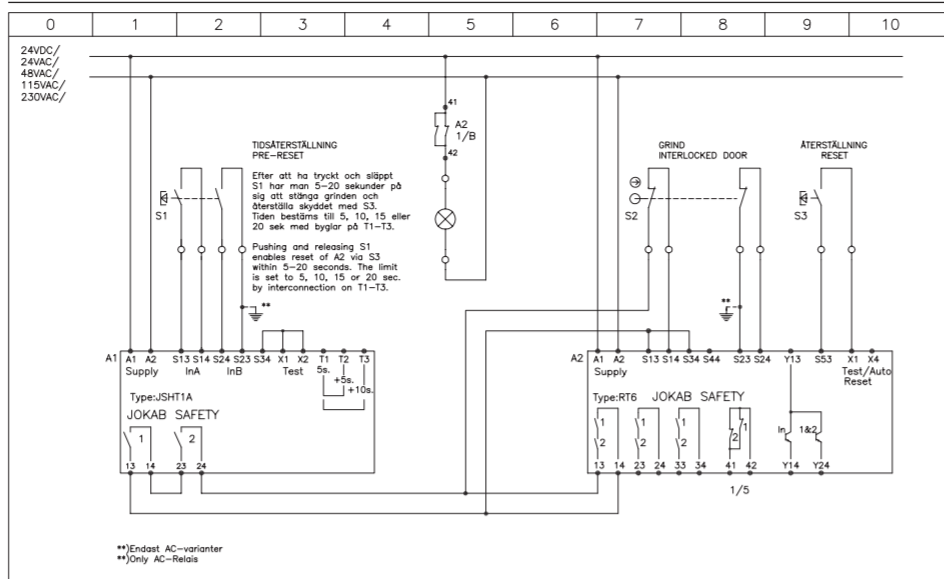 0 1 2 3 4 5 6 7 8 9 10
24VDC/
24VAC/
48VAC/
115VAC/
230VAC/
41
A2
1/B
42
TIDSÅTERSTÄLLNING
PRE-RESET
Efter att ha tryckt och släppt
S1 har man 5-20 sekunder på
sig att stänga grinden och
återställa skyddet med S3.
Tiden bestäms till 5, 10, 15 eller
20 sek med byglar på T1-T3.
Pushing and releasing S1
enables reset of A2 via S3
within 5-20 seconds. The limit
is set to 5, 10, 15 or 20 sec.
by interconnection on T1-T3.
S1
**
GRIND
INTERLOCKED DOOR
S2
**
ÅTERSTÄLLNING
RESET
S3
A1 A1 A2 S13 S14 S24 S23 S34 X1 X2 T1 T2 T3
Supply InA InB Test 5s. +5s. +10s.
Type:JSHT1A
JOKAB SAFETY
1 2
13 14 23 24
A2 A1 A2 S13 S14 S34 S44 S23 S24 Y13 S53 X1 X4
Supply Test/Auto
Reset
Type:RT6 JOKAB SAFETY
1 1 1 1 In 1&2
2 2 2 2
13 14 23 24 33 34 41 42 Y14 Y24
1/5
**)Endast AC-varianter
**)Only AC-Relais